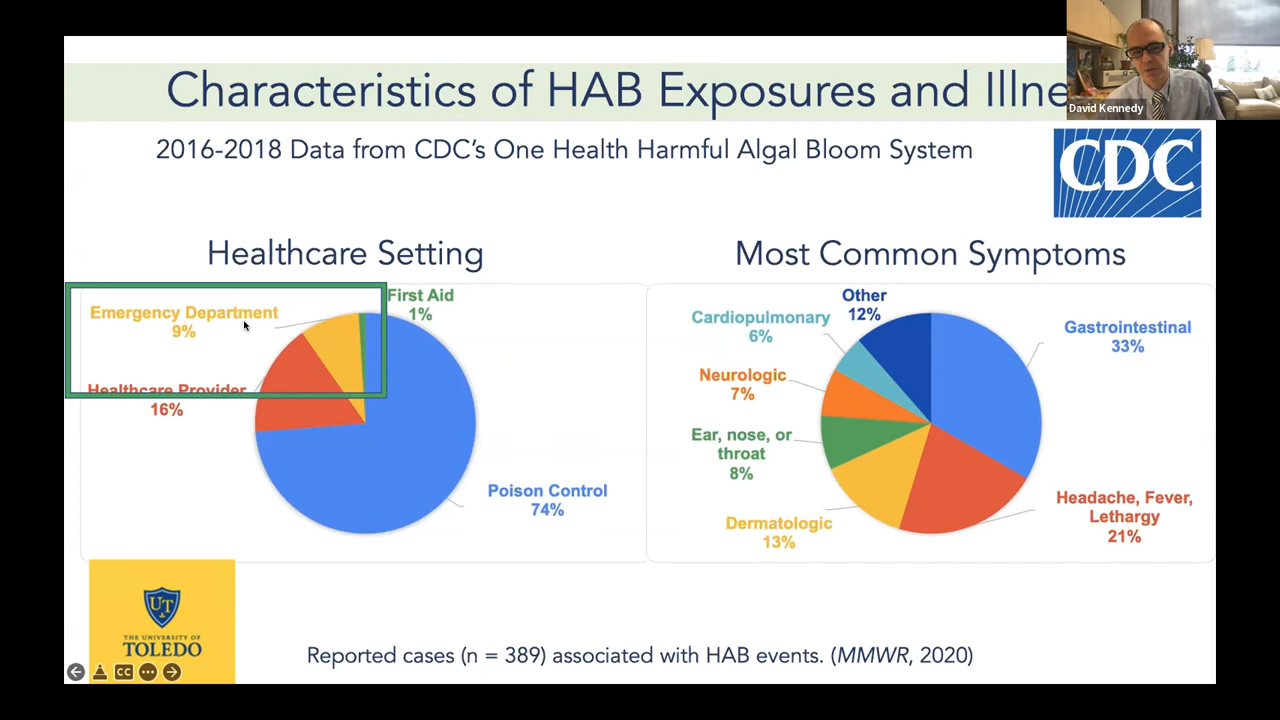 Characteristics of HAB Exposures and Illne
David Kennedy
2016-2018 Data from CDC's One Health Harmful Algal Bloom System
CDC
Healthcare Setting
Emergency Department
9%
First Aid
1%
Healthcare Provider
16%
Poison Control
74%
Most Common Symptoms
Other
12%
Cardiopulmonary
6%
Gastrointestinal
33%
Neurologic
7%
Ear, nose, or
throat
8%
Dermatologic
13%
Headache, Fever,
Lethargy
21%
UT
THE UNIVERSITY OF
TOLEDO
CC
Reported cases (n = 389) associated with HAB events. (MMWR, 2020)